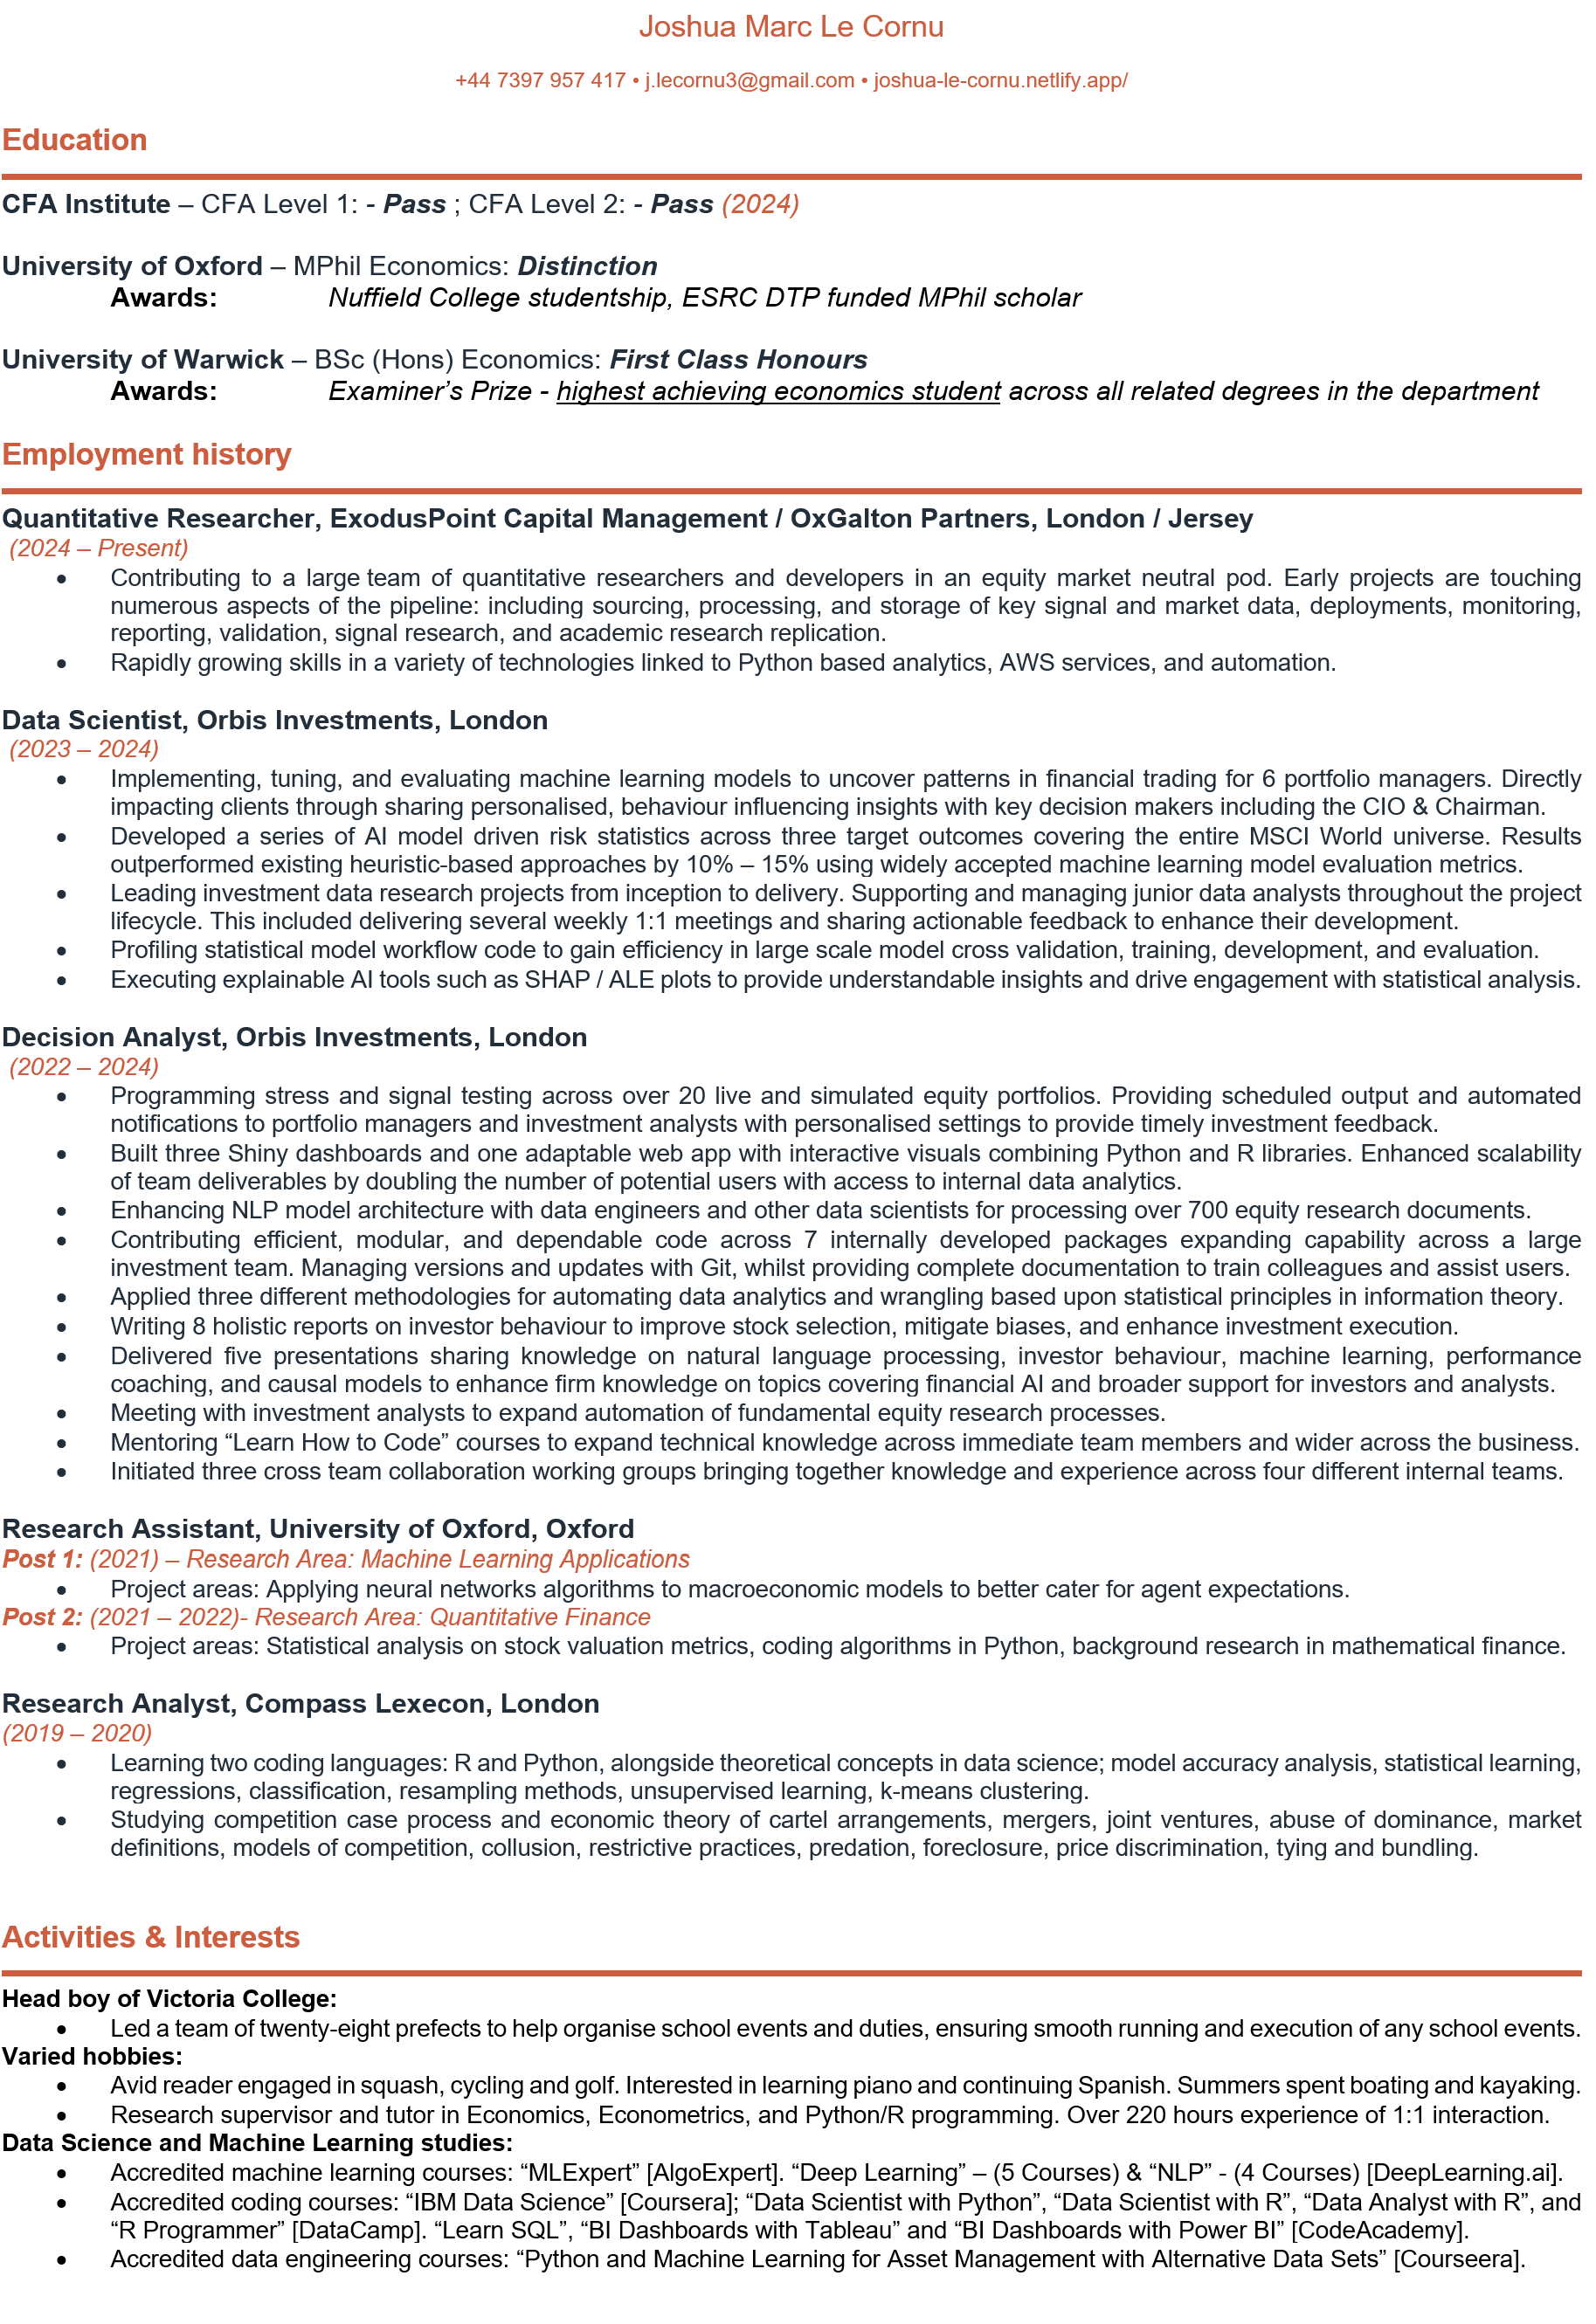 Joshua Marc Le Cornu
+44 7397 957 417 • j.lecornu3@gmail.com • joshua-le-cornu.netlify.app/
Education
CFA Institute – CFA Level 1: - Pass ; CFA Level 2: - Pass (2024)
University of Oxford – MPhil Economics: Distinction
Awards: Nuffield College studentship, ESRC DTP funded MPhil scholar
University of Warwick – BSc (Hons) Economics: First Class Honours
Awards: Examiner’s Prize - highest achieving economics student across all related degrees in the department
Employment history
Quantitative Researcher, ExodusPoint Capital Management / OxGalton Partners, London / Jersey
(2024 – Present)
• Contributing to a large team of quantitative researchers and developers in an equity market neutral pod. Early projects are touching
numerous aspects of the pipeline: including sourcing, processing, and storage of key signal and market data, deployments, monitoring,
reporting, validation, signal research, and academic research replication.
• Rapidly growing skills in a variety of technologies linked to Python based analytics, AWS services, and automation.
Data Scientist, Orbis Investments, London
(2023 – 2024)
• Implementing, tuning, and evaluating machine learning models to uncover patterns in financial trading for 6 portfolio managers. Directly
impacting clients through sharing personalised, behaviour influencing insights with key decision makers including the CIO & Chairman.
• Developed a series of AI model driven risk statistics across three target outcomes covering the entire MSCI World universe. Results
outperformed existing heuristic-based approaches by 10% – 15% using widely accepted machine learning model evaluation metrics.
• Leading investment data research projects from inception to delivery. Supporting and managing junior data analysts throughout the project
lifecycle. This included delivering several weekly 1:1 meetings and sharing actionable feedback to enhance their development.
• Profiling statistical model workflow code to gain efficiency in large scale model cross validation, training, development, and evaluation.
• Executing explainable AI tools such as SHAP / ALE plots to provide understandable insights and drive engagement with statistical analysis.
Decision Analyst, Orbis Investments, London
(2022 – 2024)
• Programming stress and signal testing across over 20 live and simulated equity portfolios. Providing scheduled output and automated
notifications to portfolio managers and investment analysts with personalised settings to provide timely investment feedback.
• Built three Shiny dashboards and one adaptable web app with interactive visuals combining Python and R libraries. Enhanced scalability
of team deliverables by doubling the number of potential users with access to internal data analytics.
• Enhancing NLP model architecture with data engineers and other data scientists for processing over 700 equity research documents.
• Contributing efficient, modular, and dependable code across 7 internally developed packages expanding capability across a large
investment team. Managing versions and updates with Git, whilst providing complete documentation to train colleagues and assist users.
• Applied three different methodologies for automating data analytics and wrangling based upon statistical principles in information theory.
• Writing 8 holistic reports on investor behaviour to improve stock selection, mitigate biases, and enhance investment execution.
• Delivered five presentations sharing knowledge on natural language processing, investor behaviour, machine learning, performance
coaching, and causal models to enhance firm knowledge on topics covering financial AI and broader support for investors and analysts.
• Meeting with investment analysts to expand automation of fundamental equity research processes.
• Mentoring “Learn How to Code” courses to expand technical knowledge across immediate team members and wider across the business.
• Initiated three cross team collaboration working groups bringing together knowledge and experience across four different internal teams.
Research Assistant, University of Oxford, Oxford
Post 1: (2021) – Research Area: Machine Learning Applications
• Project areas: Applying neural networks algorithms to macroeconomic models to better cater for agent expectations.
Post 2: (2021 – 2022)- Research Area: Quantitative Finance
• Project areas: Statistical analysis on stock valuation metrics, coding algorithms in Python, background research in mathematical finance.
Research Analyst, Compass Lexecon, London
(2019 – 2020)
• Learning two coding languages: R and Python, alongside theoretical concepts in data science; model accuracy analysis, statistical learning,
regressions, classification, resampling methods, unsupervised learning, k-means clustering.
• Studying competition case process and economic theory of cartel arrangements, mergers, joint ventures, abuse of dominance, market
definitions, models of competition, collusion, restrictive practices, predation, foreclosure, price discrimination, tying and bundling.
Activities & Interests
Head boy of Victoria College:
• Led a team of twenty-eight prefects to help organise school events and duties, ensuring smooth running and execution of any school events.
Varied hobbies:
• Avid reader engaged in squash, cycling and golf. Interested in learning piano and continuing Spanish. Summers spent boating and kayaking.
• Research supervisor and tutor in Economics, Econometrics, and Python/R programming. Over 220 hours experience of 1:1 interaction.
Data Science and Machine Learning studies:
• Accredited machine learning courses: “MLExpert” [AlgoExpert]. “Deep Learning” – (5 Courses) & “NLP” - (4 Courses) [DeepLearning.ai].
• Accredited coding courses: “IBM Data Science” [Coursera]; “Data Scientist with Python”, “Data Scientist with R”, “Data Analyst with R”, and
“R Programmer” [DataCamp]. “Learn SQL”, “BI Dashboards with Tableau” and “BI Dashboards with Power BI” [CodeAcademy].
• Accredited data engineering courses: “Python and Machine Learning for Asset Management with Alternative Data Sets” [Courseera].